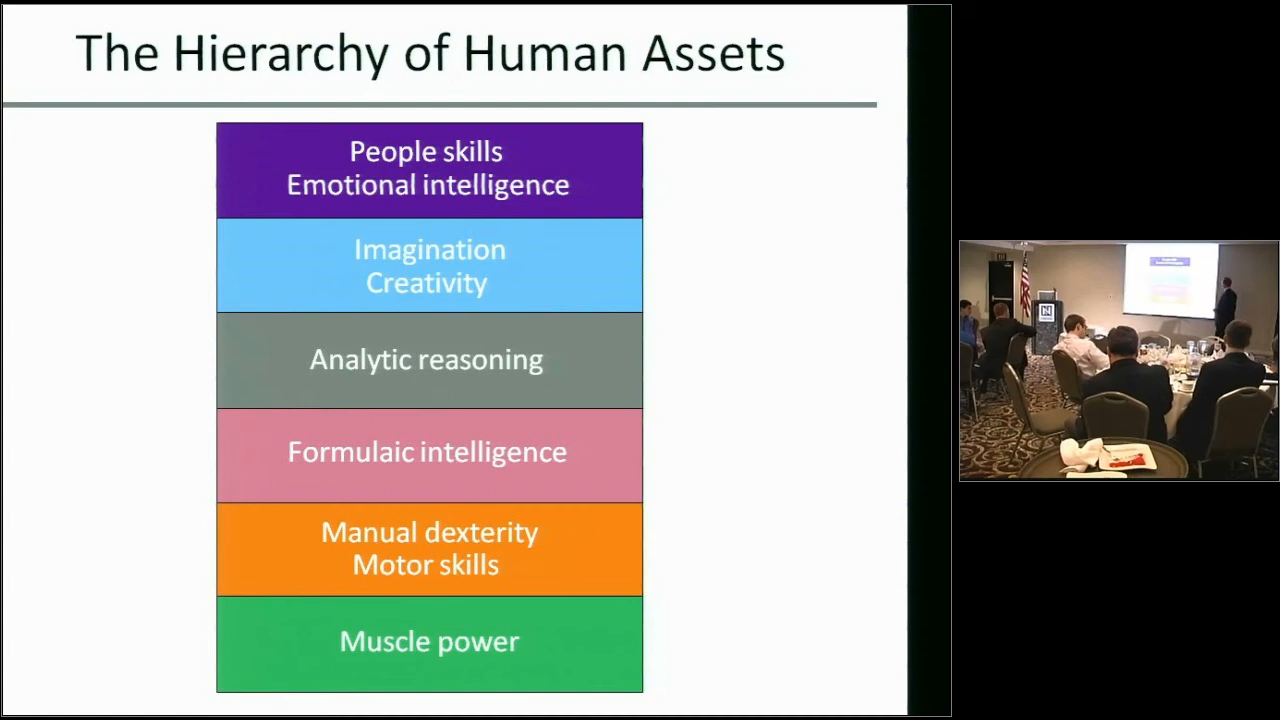 The Hierarchy of Human Assets
People skills
Emotional intelligence
Imagination
Creativity
Analytic reasoning
Formulaic intelligence
Manual dexterity
Motor skills
Muscle power
N